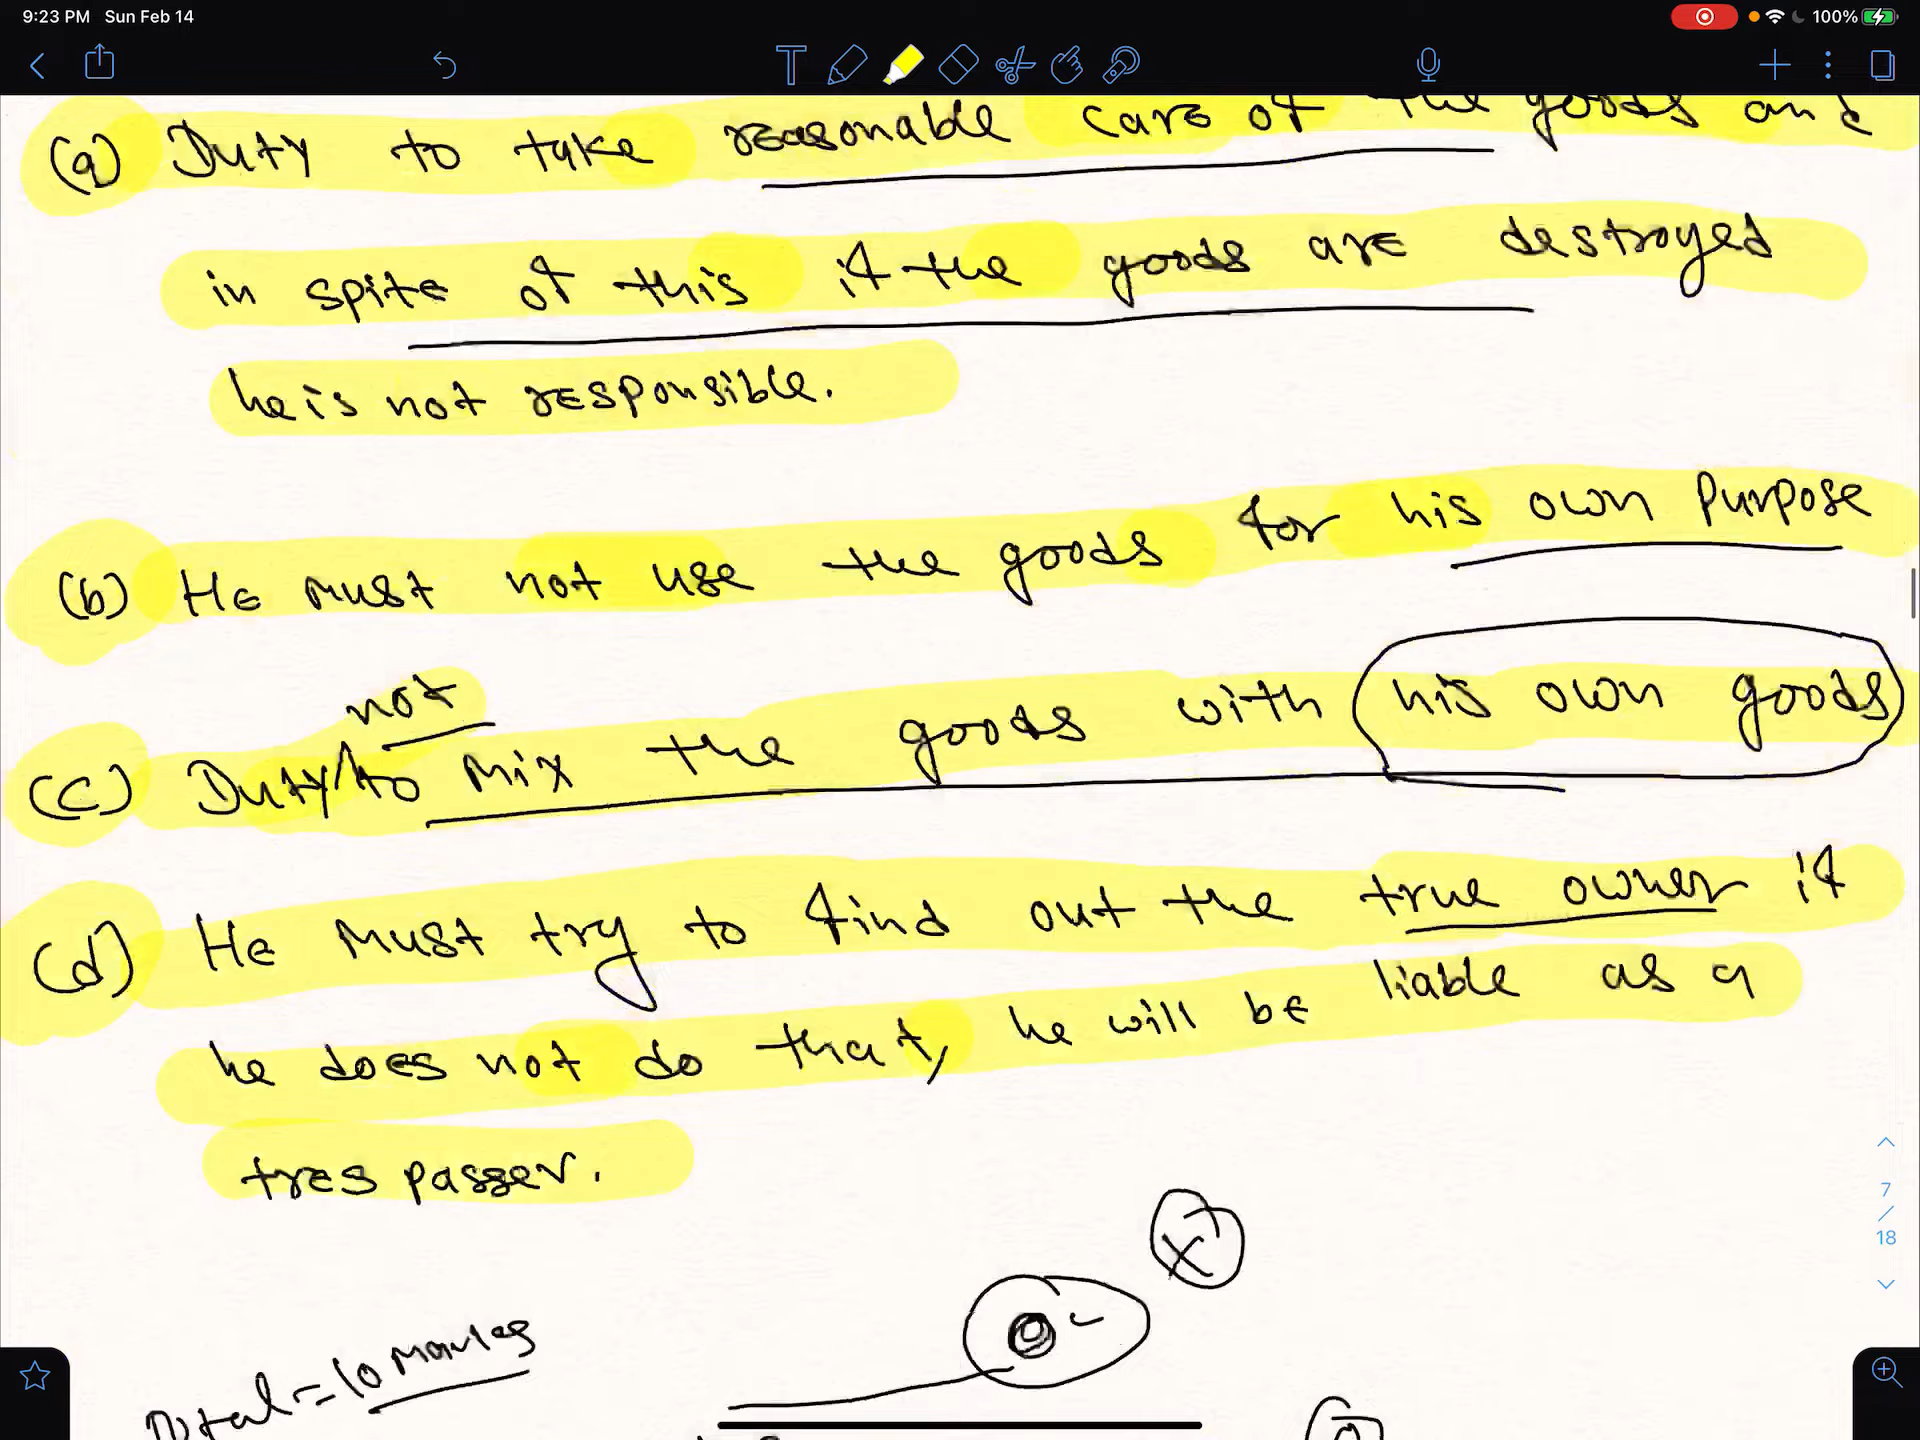 9:23 PM Sun Feb 14
100%
(a) Duty to take reasonable care of the goods and
in spite of this if the goods are destroyed
he is not responsible.
(b) He must not use the goods for his own purpose
not
(c) Duty to mix the goods with his own goods
(d) He must try to find out the true owner if
he does not do that, he will be liable as a
trespasser.
X
7
/
18
Total = 10 Marks